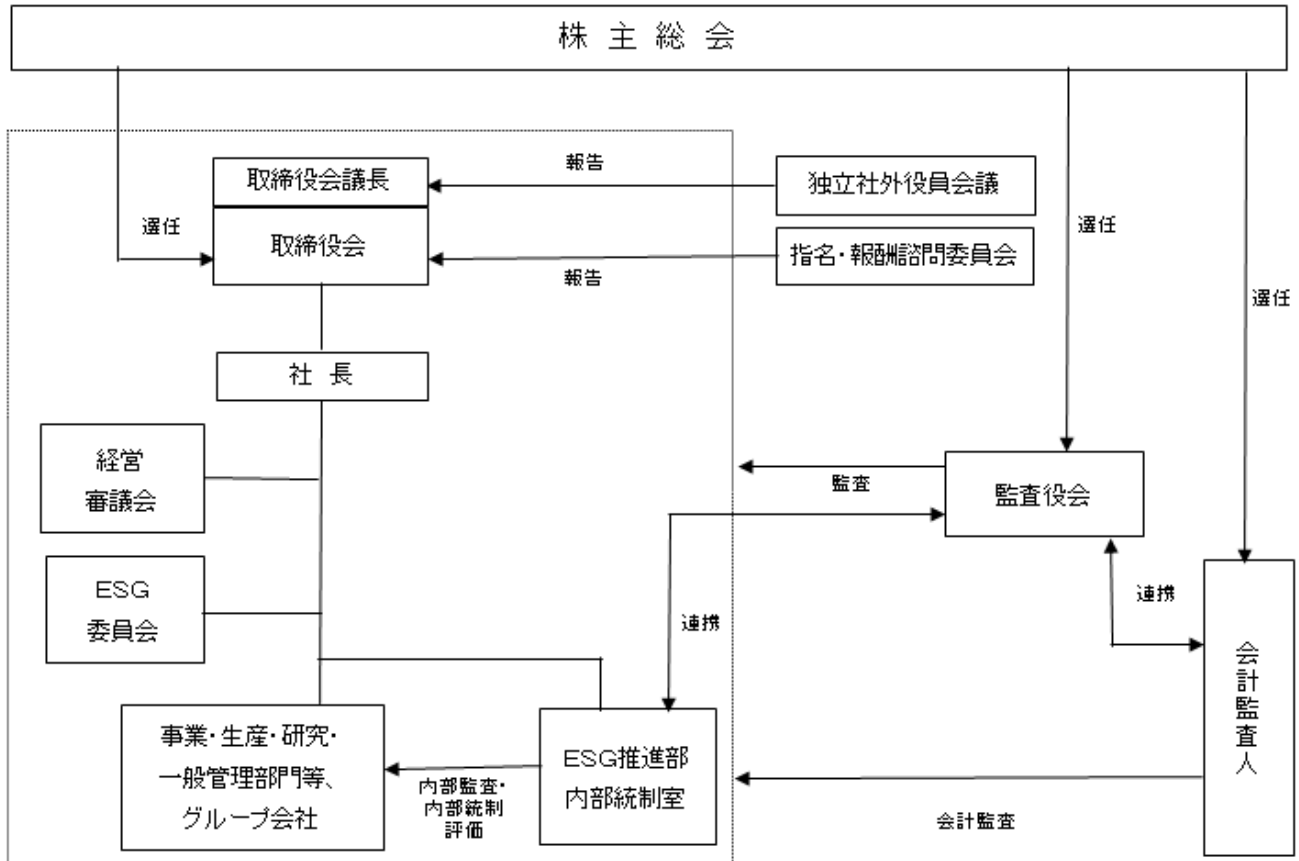 株主総会
取締役会議長
報告
独立社外役員会議
選任
取締役会
選任
指名・報酬諮問委員会
報告
選任
社長
経営
審議会
監査
監査役会
ESG
委員会
連携
連携
会計監査人
事業・生産・研究・
一般管理部門等、
グループ会社
ESG推進部
内部統制室
内部監査・
内部統制
評価
会計監査